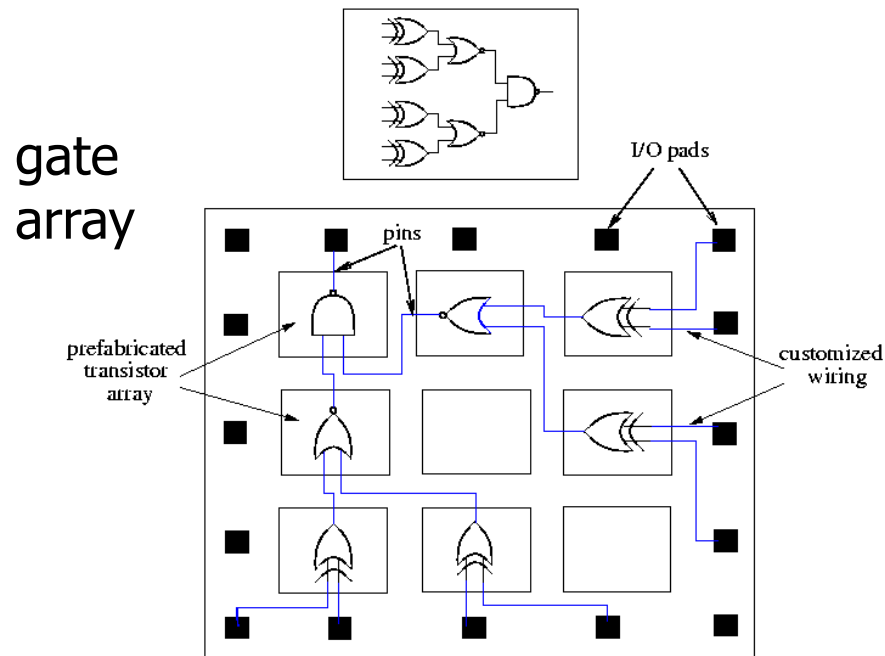 gate
array
I/O pads
pins
prefabricated
transistor
array
customized
wiring